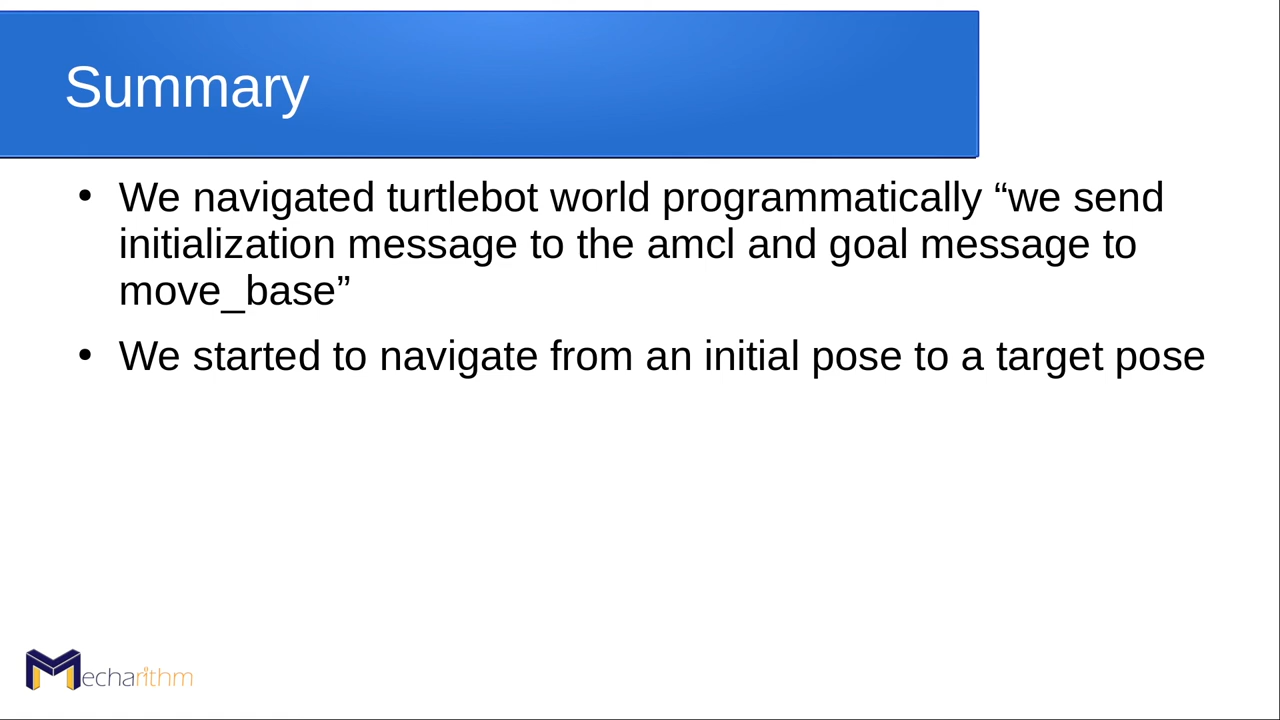 Summary
• We navigated turtlebot world programmatically “we send
initialization message to the amcl and goal message to
move_base”
• We started to navigate from an initial pose to a target pose
Mecharithm